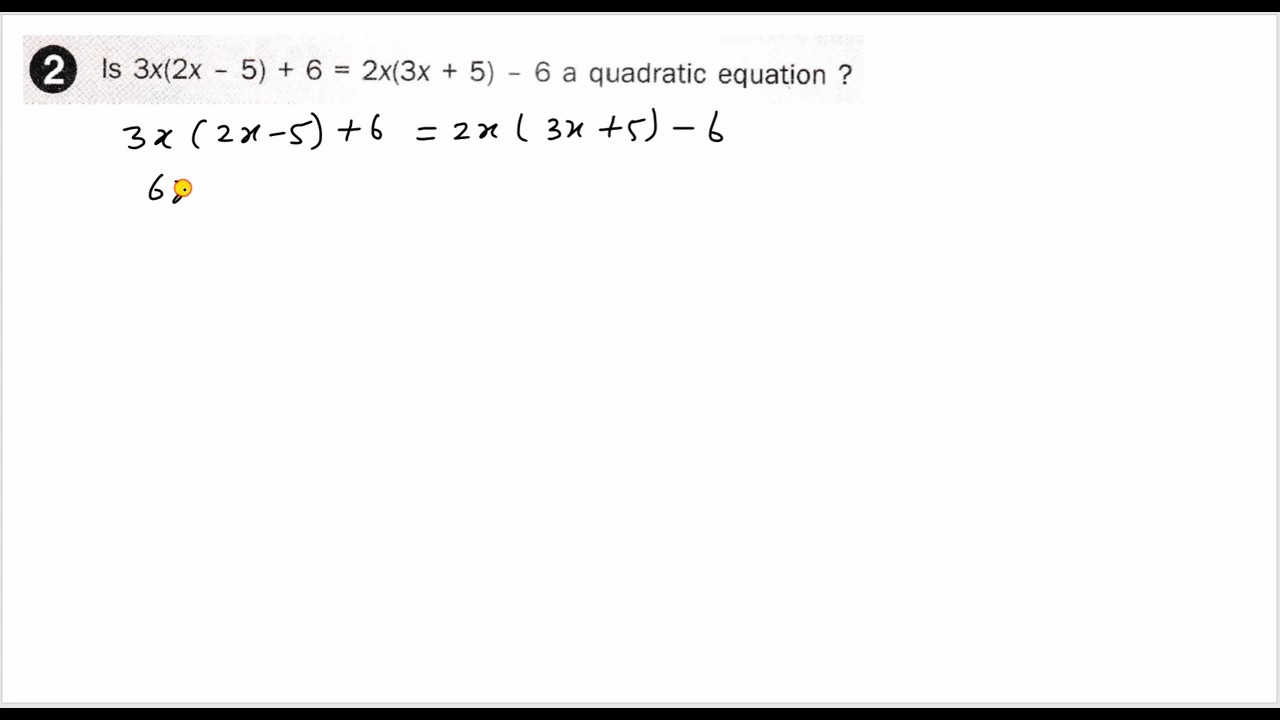 2 Is 3x(2x – 5) + 6 = 2x(3x + 5) – 6 a quadratic equation ?
3x (2x-5) +6 = 2x ( 3x +5) - 6
6